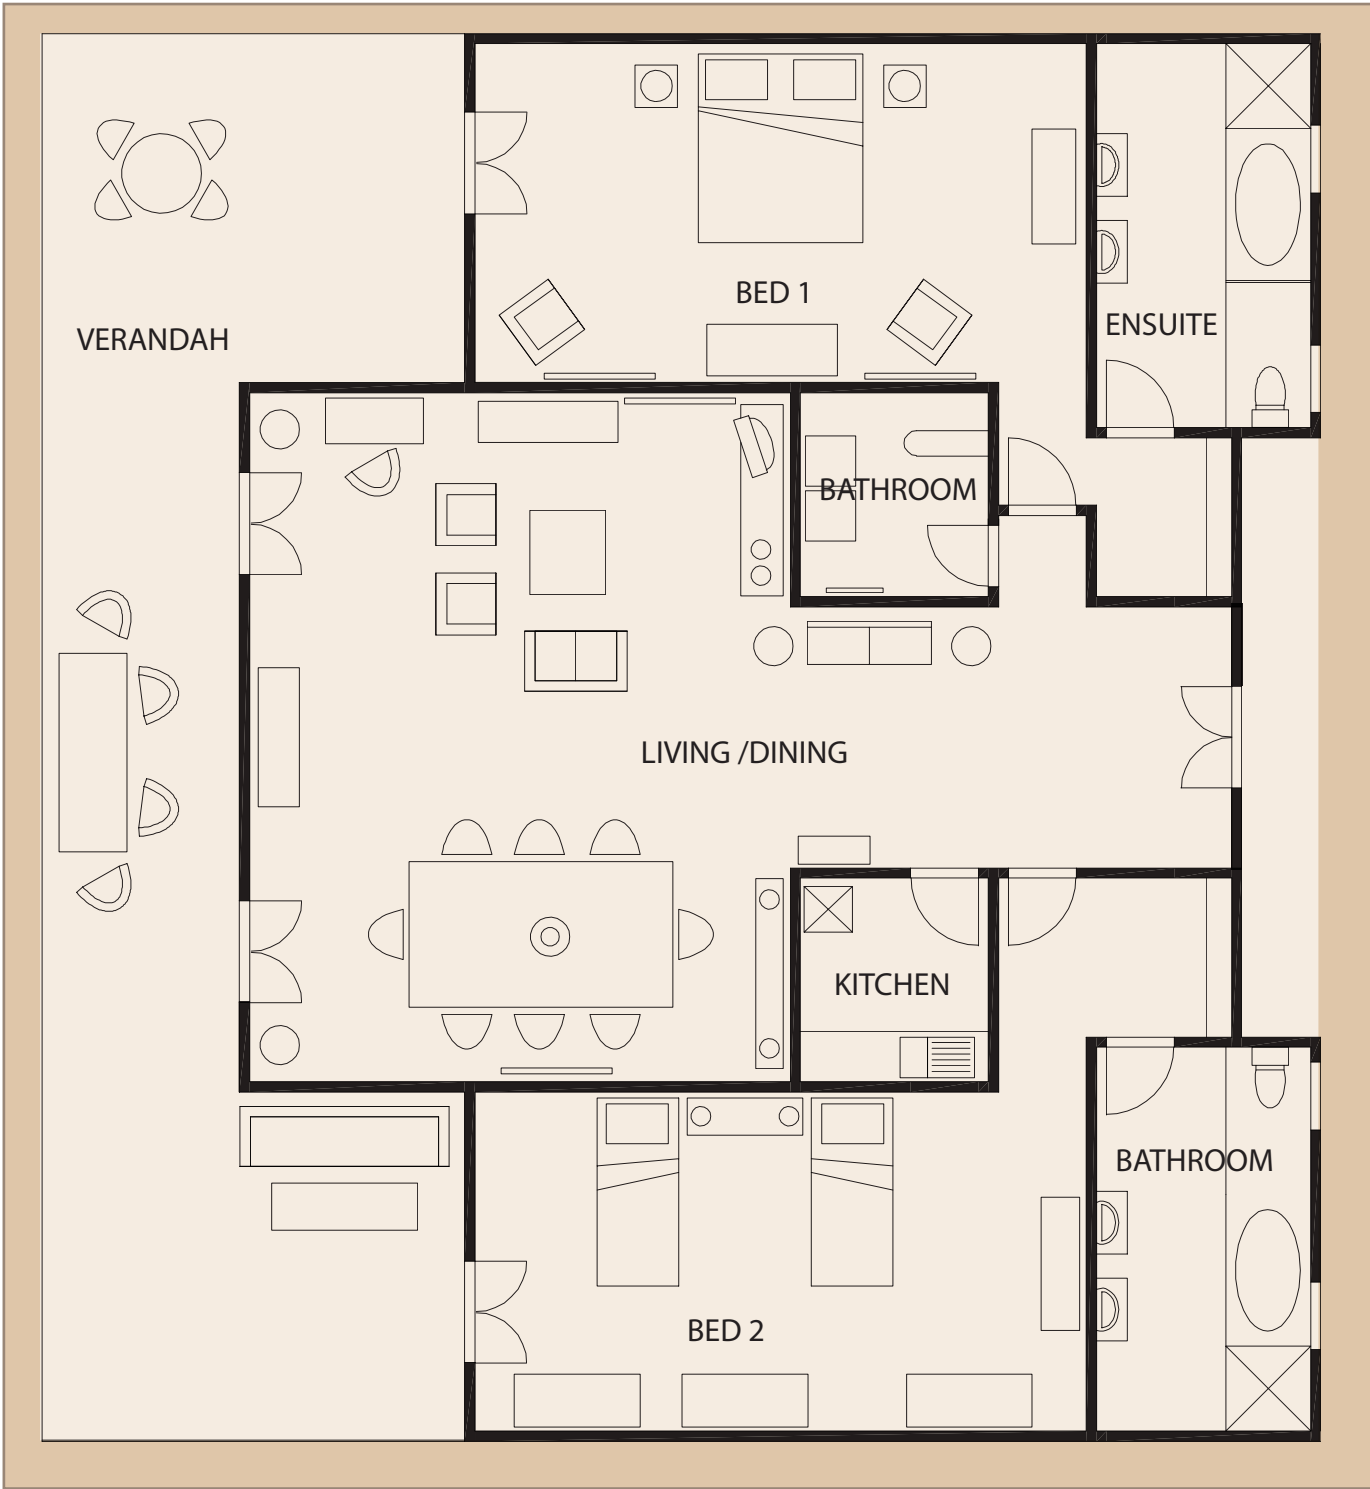 BED 1
ENSUITE
VERANDAH
BATHROOM
LIVING /DINING
KITCHEN
BATHROOM
BED 2